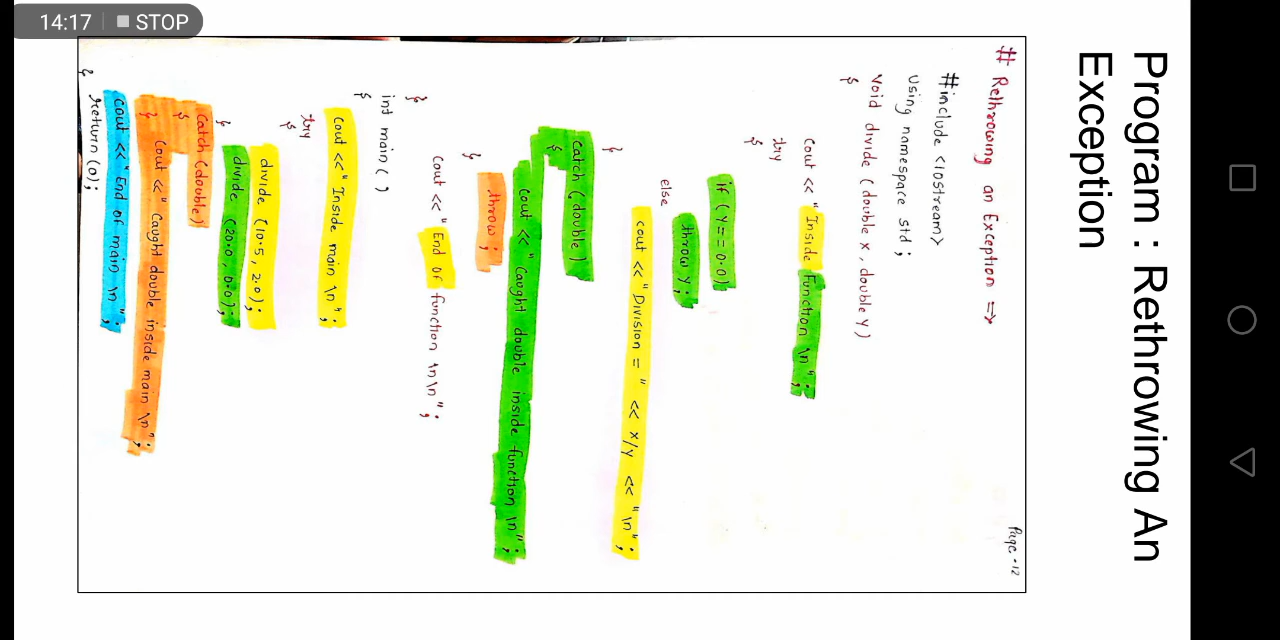 14:17 STOP
Program : Rethrowing An
Exception
Page - 12
# Rethrowing an Exception =>
#include <iostream>
using namespace std ;
Void divide ( double x , double y )
{
cout << "Inside Function \n" ;
try
{
if ( y == 0.0)
throw y ;
else
cout << "Division = " << x/y << "\n" ;
}
catch ( double )
{
cout << " Caught double inside function \n" ;
throw ;
}
cout << " End of function \n\n" ;
}
int main ( )
{
cout << " Inside main \n" ;
try
{
divide (10.5 , 2.0) ;
divide (20.0 , 0.0) ;
}
catch (double)
{
cout << " Caught double inside main \n" ;
}
cout << "End of main \n" ;
return (0) ;
}